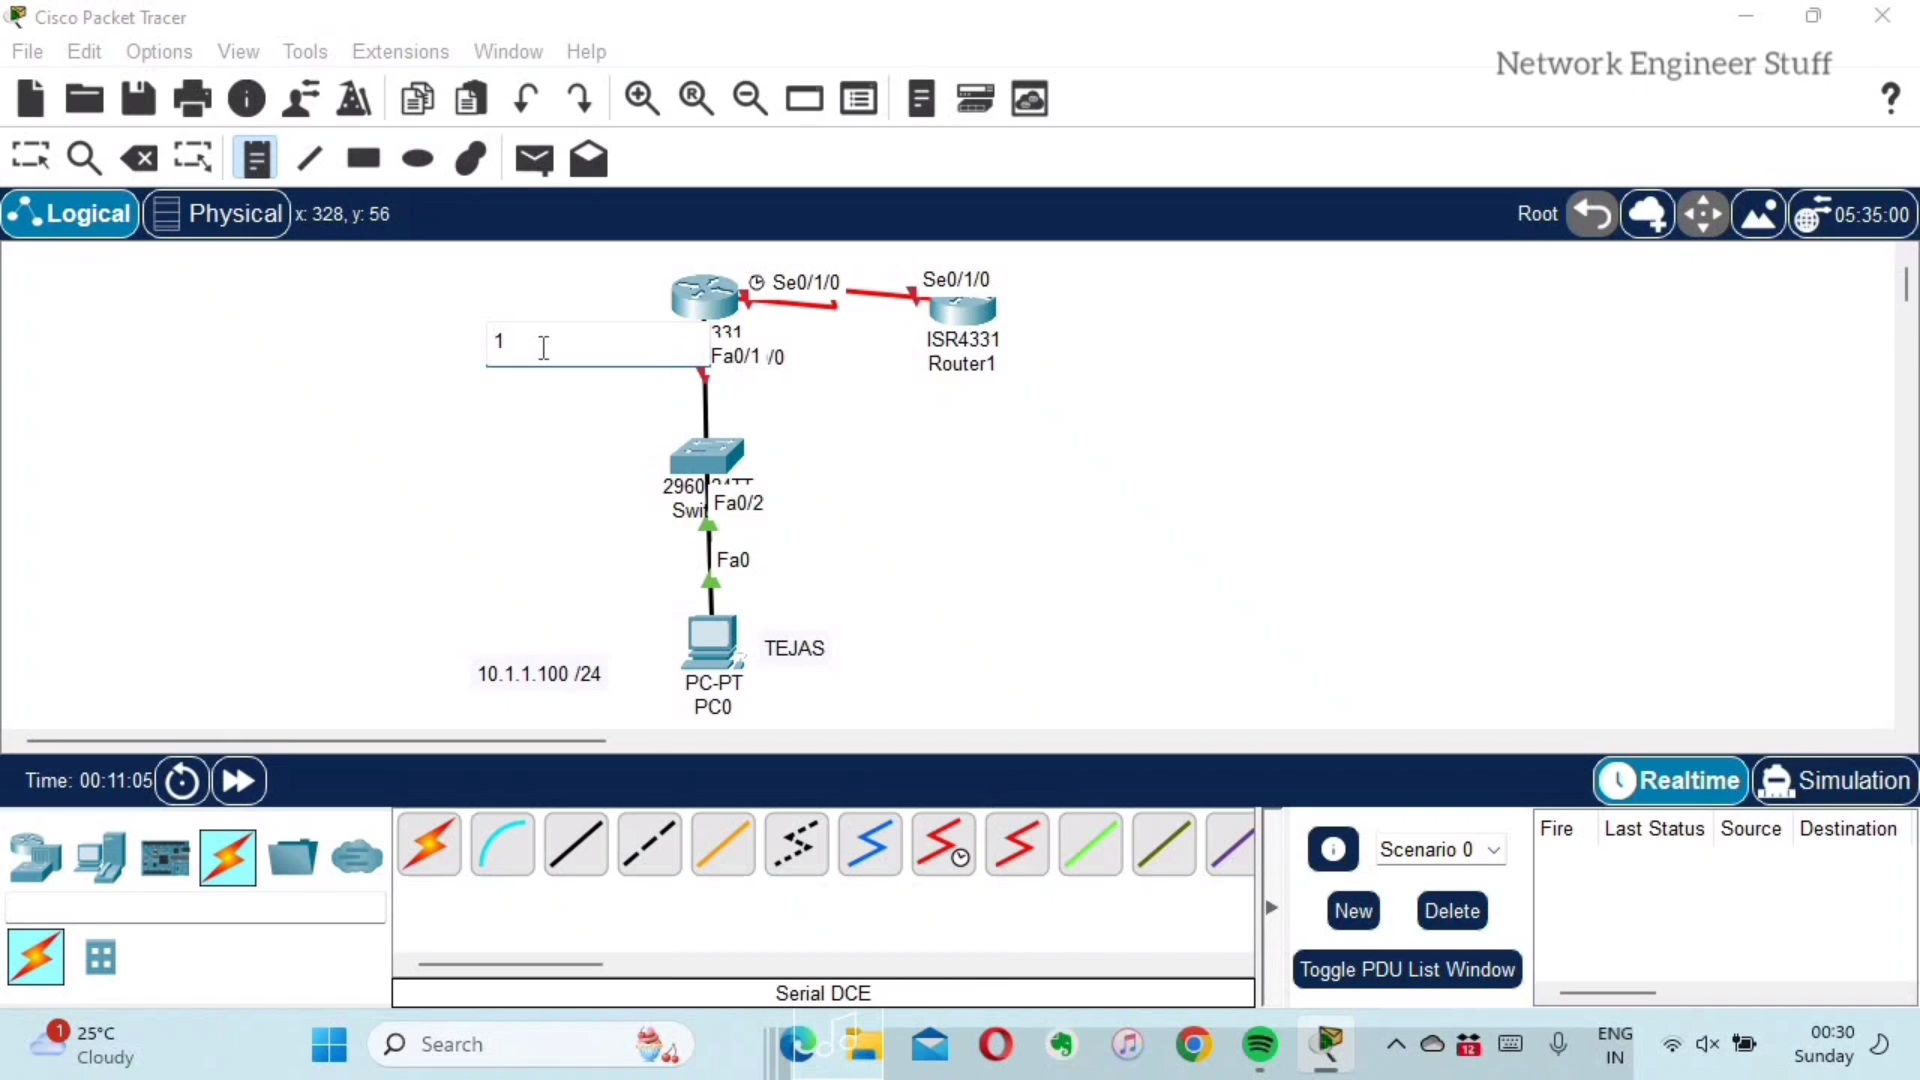 Cisco Packet Tracer
File Edit Options View Tools Extensions Window Help
Network Engineer Stuff
Logical Physical x: 328, y: 56 Root 05:35:00
Se0/1/0 Se0/1/0
331
1
Fa0/1 /0
ISR4331
Router1
2960
Fa0/2
Fa0
TEJAS
10.1.1.100 /24
PC-PT
PC0
Time: 00:11:05 Realtime Simulation
Scenario 0
New Delete
Toggle PDU List Window
Fire Last Status Source Destination
Serial DCE
1 25°C
Cloudy
Search
12
ENG
IN
00:30
Sunday